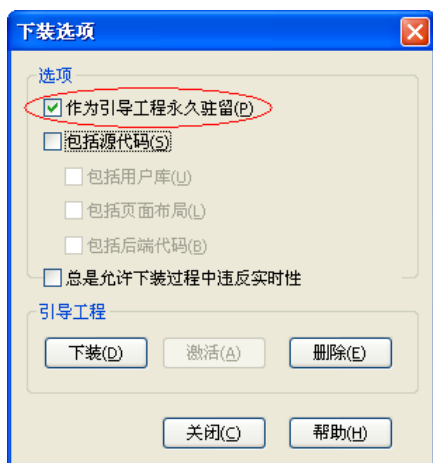 下装选项
选项
作为引导工程永久驻留(P)
包括源代码(S)
包括用户库(U)
包括页面布局(L)
包括后端代码(B)
总是允许下装过程中违反实时性
引导工程
下装(D) 激活(A) 删除(E)
关闭(C) 帮助(H)